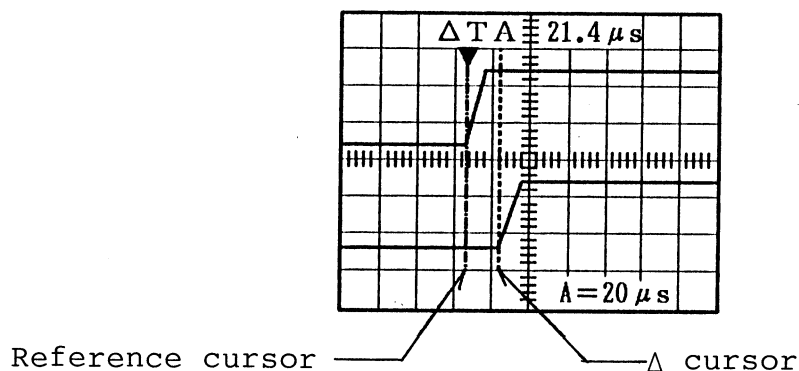 ΔTA 21.4μs
A=20μs
Reference cursor
Δ cursor